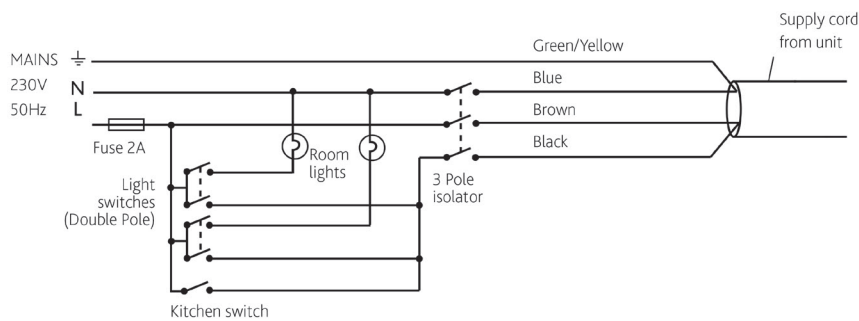 Supply cord
from unit
Green/Yellow
MAINS
230V
N
Blue
50Hz
L
Brown
Fuse 2A
Black
Room
lights
Light
switches
(Double Pole)
3 Pole
isolator
Kitchen switch